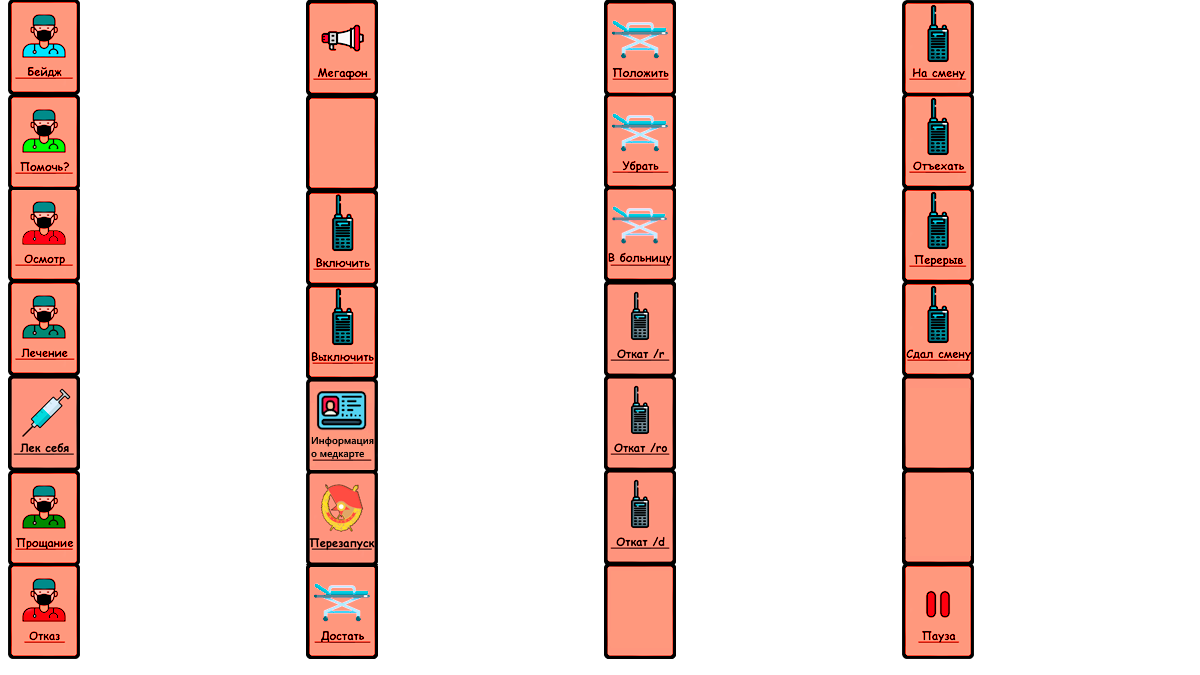 Бейдж
Помочь?
Осмотр
Лечение
Лек себя
Прощание
Отказ
Мегафон
Включить
Выключить
Информация
о медкарте
Перезапуск
Достать
Положить
Убрать
В больницу
Откат /r
Откат /ro
Откат /d
На смену
Отъехать
Перерыв
Сдал смену
Пауза